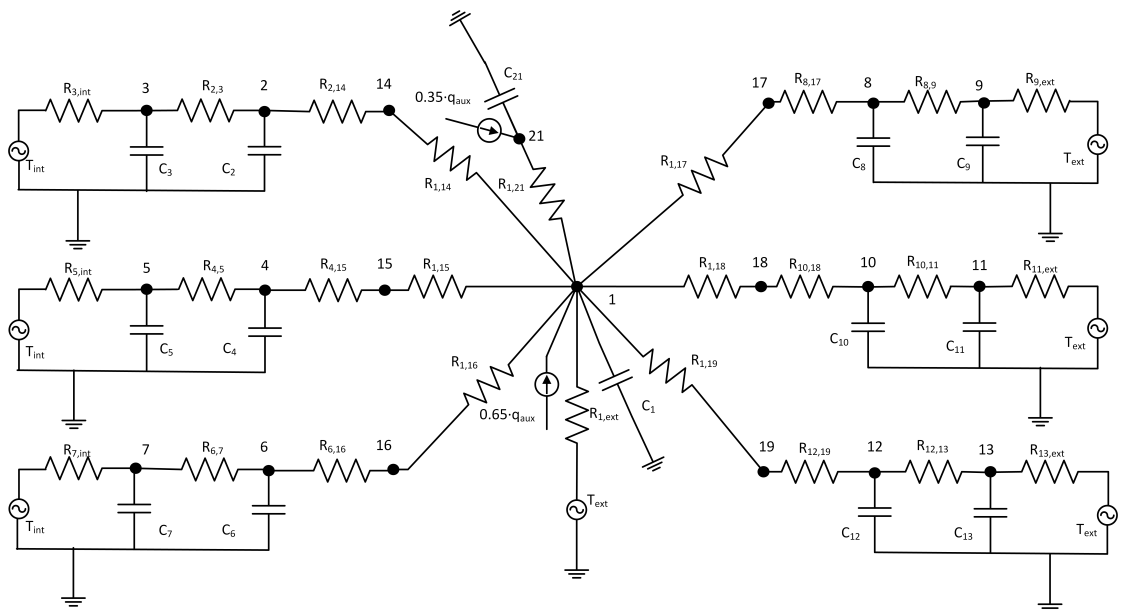 C21
0.35·qaux
21
R1,21
R3,int
3
R2,3
2
R2,14
14
Tint
C3
C2
R1,14
17
R8,17
8
R8,9
9
R9,ext
C8
C9
Text
R1,17
R5,int
5
R4,5
4
R4,15
15
R1,15
Tint
C5
C4
1
R1,18
18
R10,18
10
R10,11
11
R11,ext
C10
C11
Text
R1,16
0.65·qaux
R1,ext
C1
R1,19
Text
R7,int
7
R6,7
6
R6,16
16
Tint
C7
C6
19
R12,19
12
R12,13
13
R13,ext
C12
C13
Text